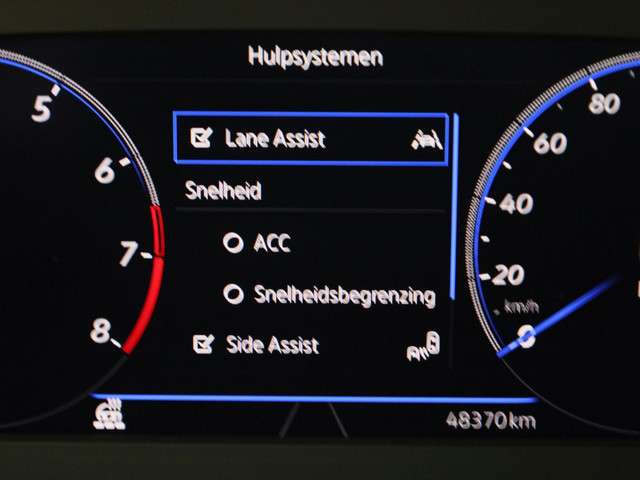 Hulpsystemen
Lane Assist
Snelheid
ACC
Snelheidsbegrenzing
Side Assist
5
6
7
8
80
60
40
20
km/h
0
48370km